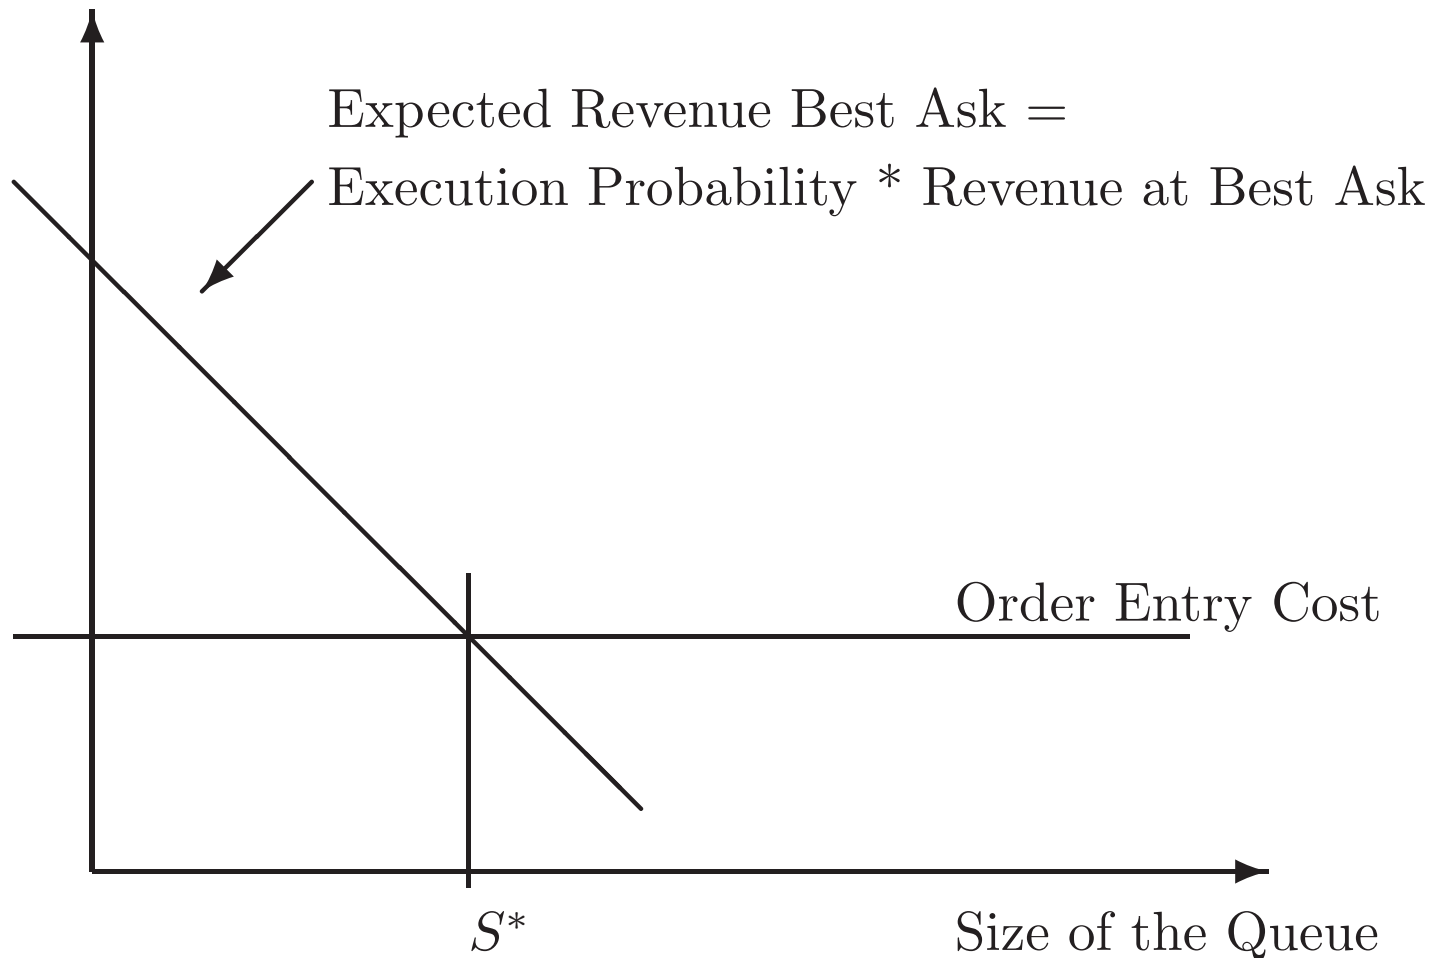 Expected Revenue Best Ask =
Execution Probability * Revenue at Best Ask
Order Entry Cost
S*
Size of the Queue